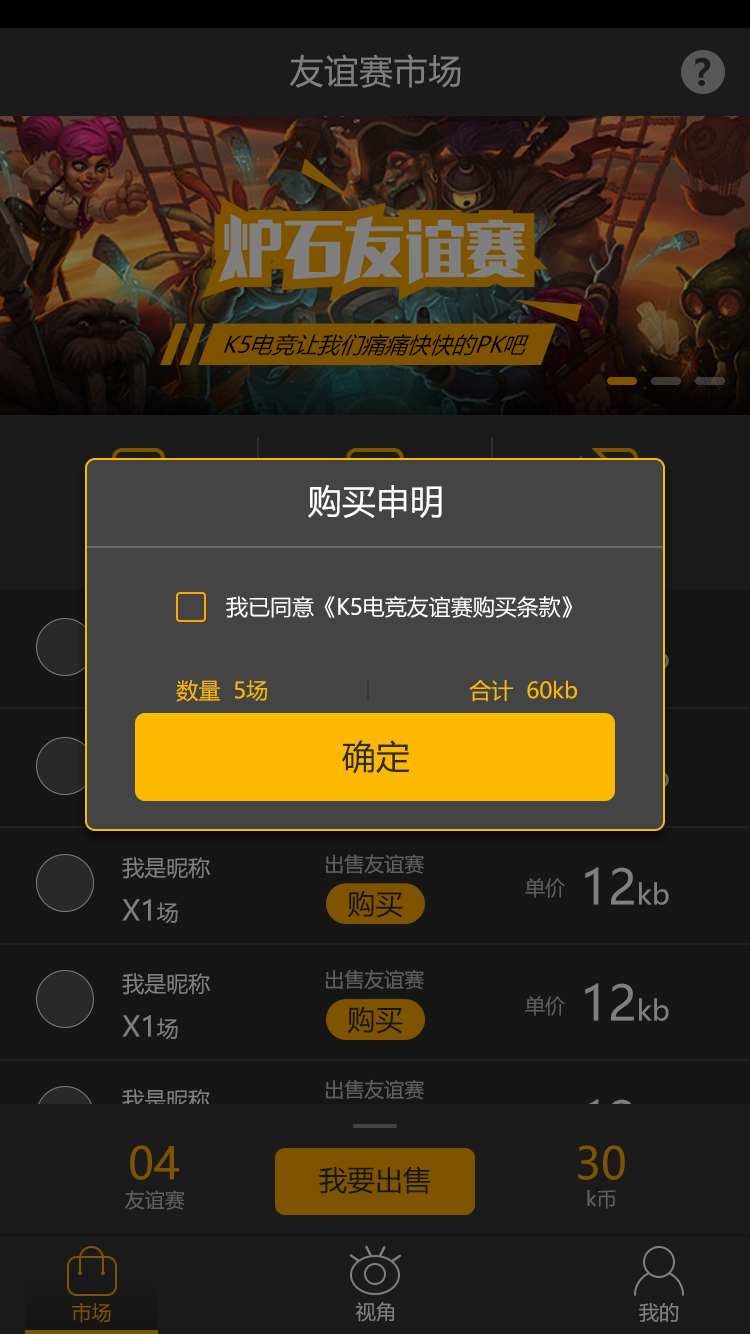 友谊赛市场
?
炉石友谊赛
K5电竞让我们痛痛快快的PK吧
购买申明
我已同意《K5电竞友谊赛购买条款》
数量 5场
合计 60kb
确定
我是昵称
出售友谊赛
X1场
购买
单价 12kb
我是昵称
出售友谊赛
X1场
购买
单价 12kb
我是昵称
出售友谊赛
04
友谊赛
我要出售
30
k币
市场
视角
我的